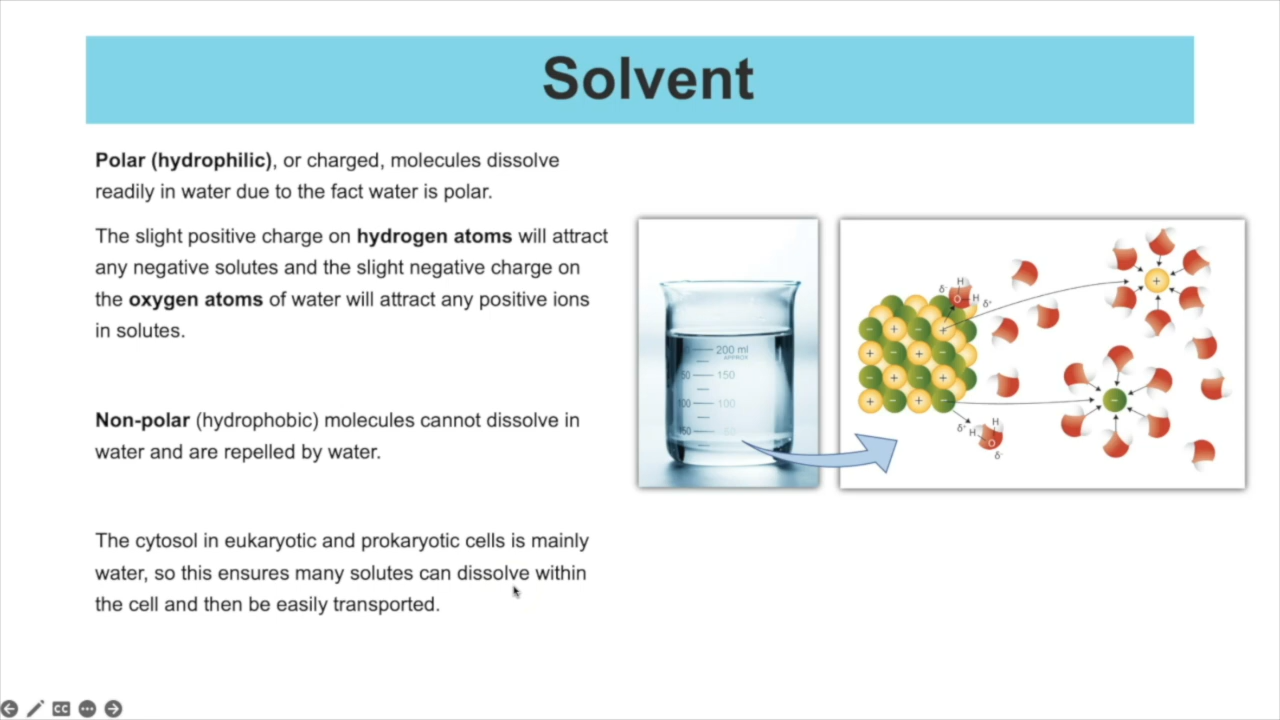 Solvent
Polar (hydrophilic), or charged, molecules dissolve
readily in water due to the fact water is polar.
The slight positive charge on hydrogen atoms will attract
any negative solutes and the slight negative charge on
the oxygen atoms of water will attract any positive ions
in solutes.
Non-polar (hydrophobic) molecules cannot dissolve in
water and are repelled by water.
The cytosol in eukaryotic and prokaryotic cells is mainly
water, so this ensures many solutes can dissolve within
the cell and then be easily transported.
200 ml
APPROX
50 150
100 100
50
H
δ-
O H δ+
+
- + - +
+ - + -
- + - +
+ - + -
-
H
δ+ H
O
δ-
CC